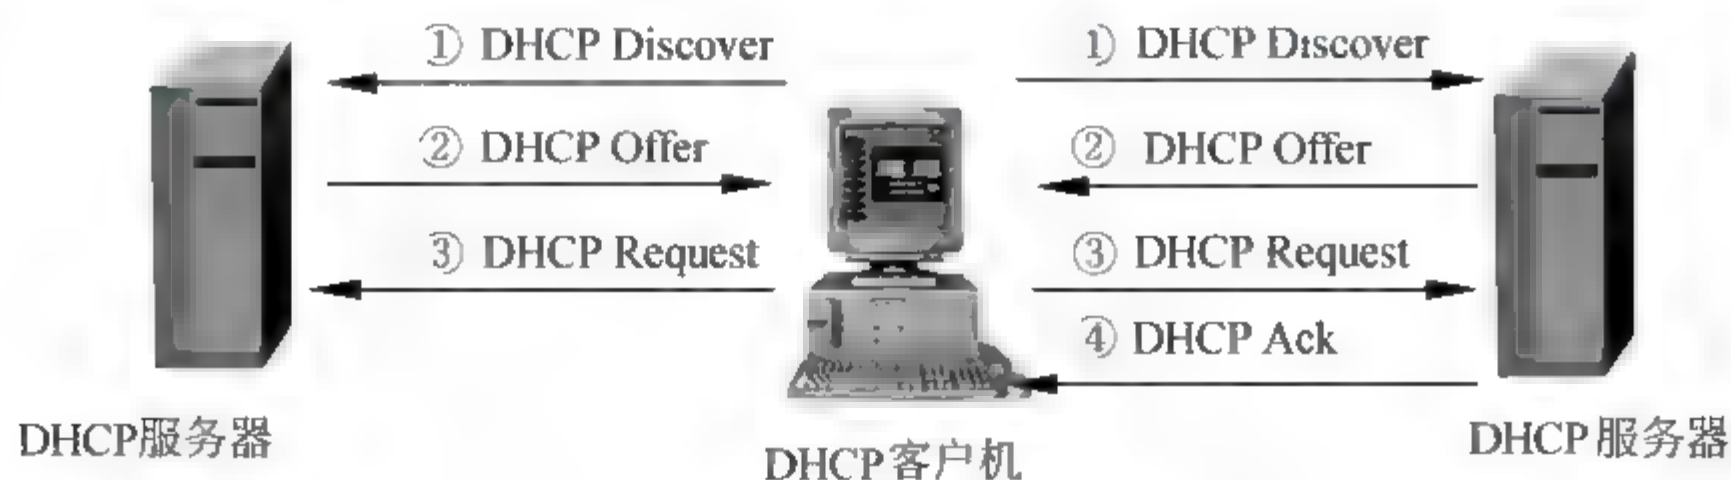 ① DHCP Discover
① DHCP Discover
② DHCP Offer
② DHCP Offer
③ DHCP Request
③ DHCP Request
④ DHCP Ack
DHCP服务器
DHCP客户机
DHCP服务器